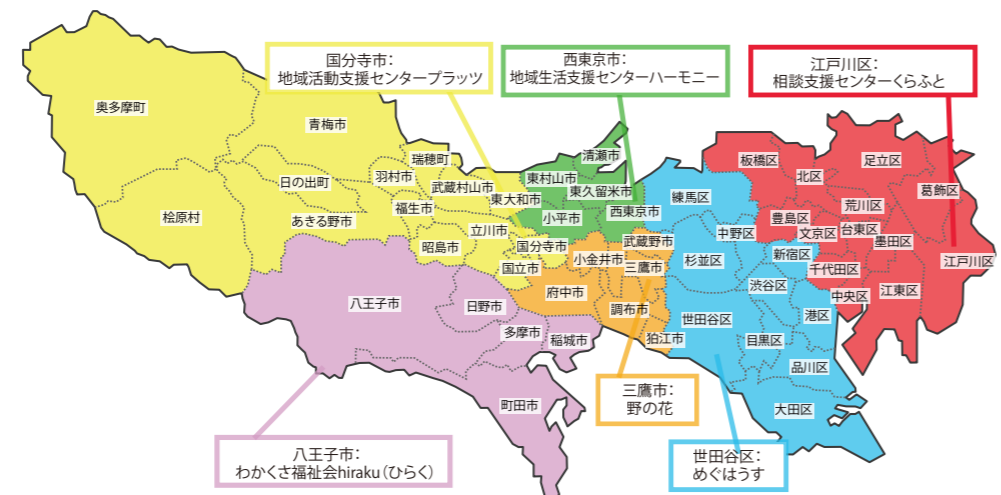 国分寺市：
地域活動支援センタープラッツ
西東京市：
地域生活支援センターハーモニー
江戸川区：
相談支援センターくらふと
奥多摩町
青梅市
瑞穂町
日の出町
羽村市
武蔵村山市
福生市
あきる野市
桧原村
昭島市
立川市
東大和市
国分寺市
国立市
清瀬市
東村山市
東久留米市
小平市
西東京市
武蔵野市
小金井市
三鷹市
府中市
調布市
狛江市
八王子市
日野市
多摩市
稲城市
町田市
練馬区
中野区
杉並区
新宿区
渋谷区
世田谷区
目黒区
港区
品川区
大田区
板橋区
北区
足立区
葛飾区
荒川区
豊島区
文京区
台東区
墨田区
千代田区
中央区
江東区
江戸川区
三鷹市：
野の花
八王子市：
わかくさ福祉会hiraku（ひらく）
世田谷区：
めぐはうす